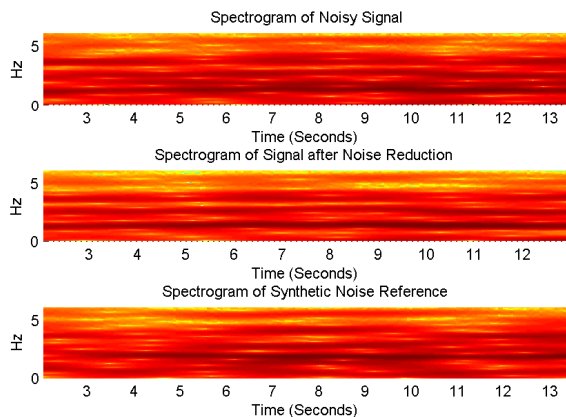 Spectrogram of Noisy Signal
5
Hz
0
3 4 5 6 7 8 9 10 11 12 13
Time (Seconds)
Spectrogram of Signal after Noise Reduction
5
Hz
0
3 4 5 6 7 8 9 10 11 12
Time (Seconds)
Spectrogram of Synthetic Noise Reference
5
Hz
0
3 4 5 6 7 8 9 10 11 12 13
Time (Seconds)